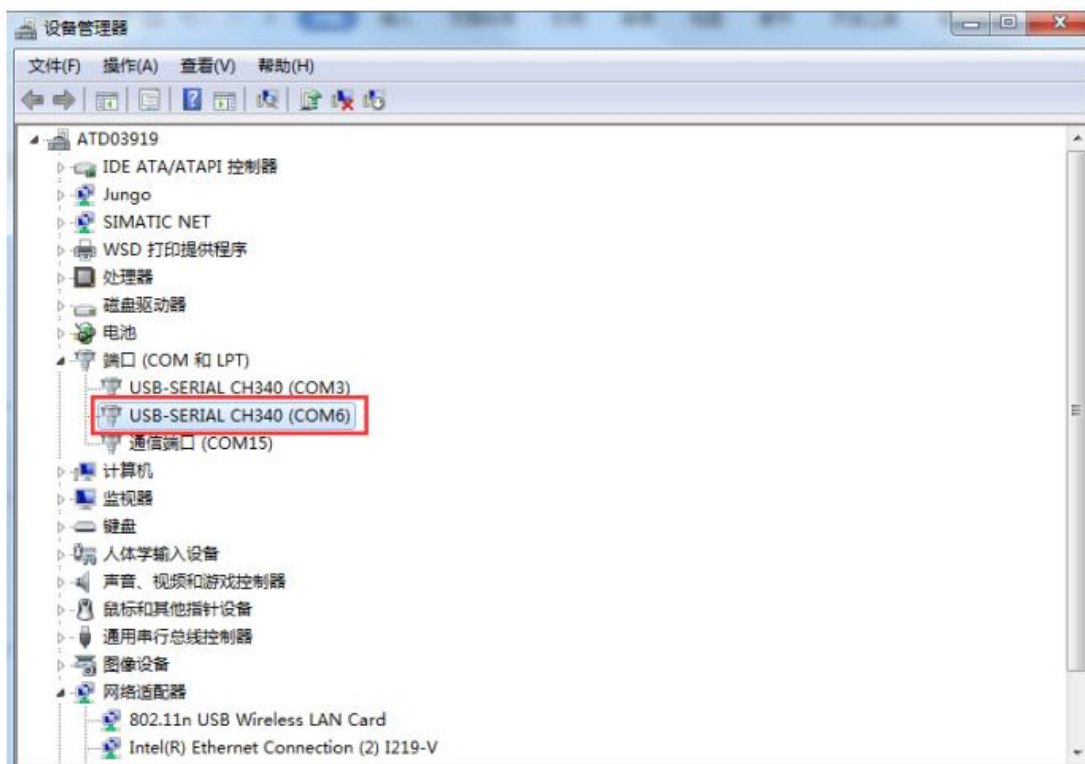 设备管理器
文件(F) 操作(A) 查看(V) 帮助(H)
ATD03919
IDE ATA/ATAPI 控制器
Jungo
SIMATIC NET
WSD 打印提供程序
处理器
磁盘驱动器
电池
端口 (COM 和 LPT)
USB-SERIAL CH340 (COM3)
USB-SERIAL CH340 (COM6)
通信端口 (COM15)
计算机
监视器
键盘
人体学输入设备
声音、视频和游戏控制器
鼠标和其他指针设备
通用串行总线控制器
图像设备
网络适配器
802.11n USB Wireless LAN Card
Intel(R) Ethernet Connection (2) I219-V